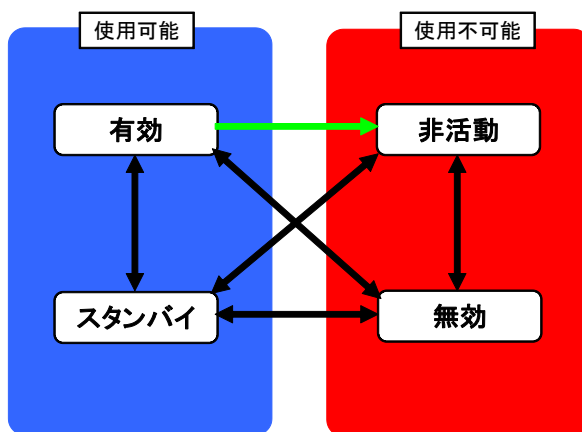 使用可能
使用不可能
有効
非活動
スタンバイ
無効